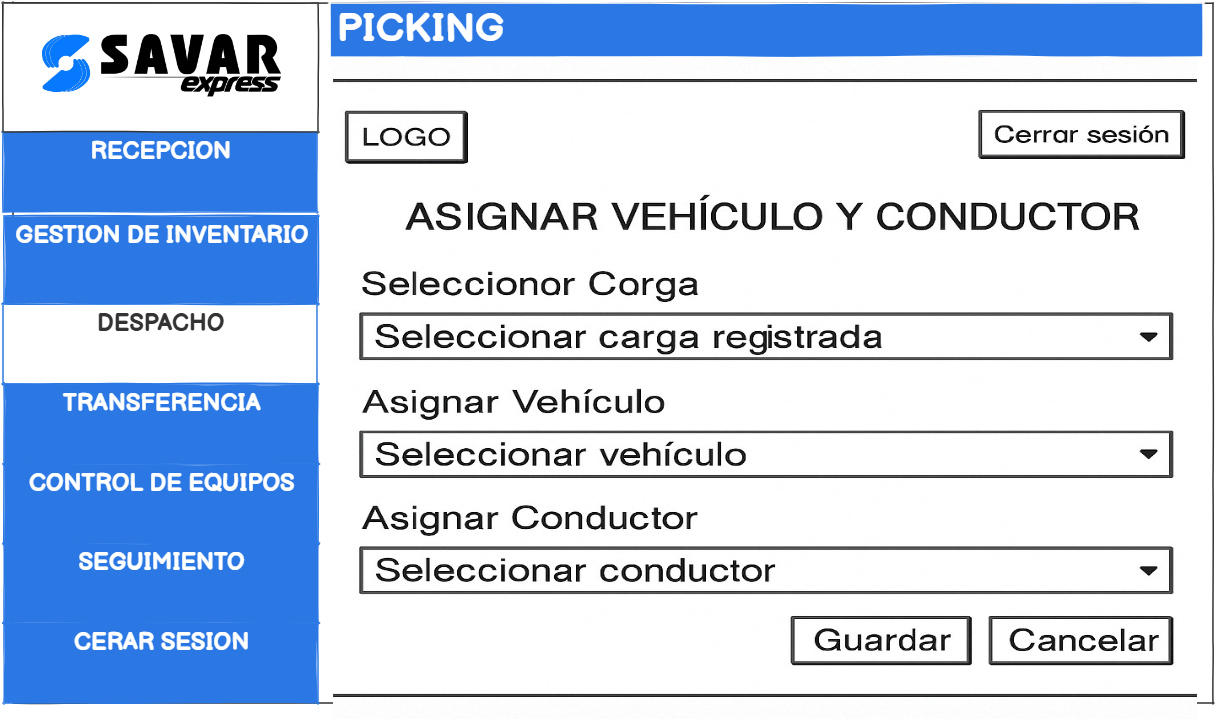 SAVAR
express
RECEPCION
GESTION DE INVENTARIO
DESPACHO
TRANSFERENCIA
CONTROL DE EQUIPOS
SEGUIMIENTO
CERAR SESION
PICKING
LOGO
Cerrar sesión
ASIGNAR VEHÍCULO Y CONDUCTOR
Seleccionor Corga
Seleccionar carga registrada
Asignar Vehículo
Seleccionar vehículo
Asignar Conductor
Seleccionar conductor
Guardar
Cancelar